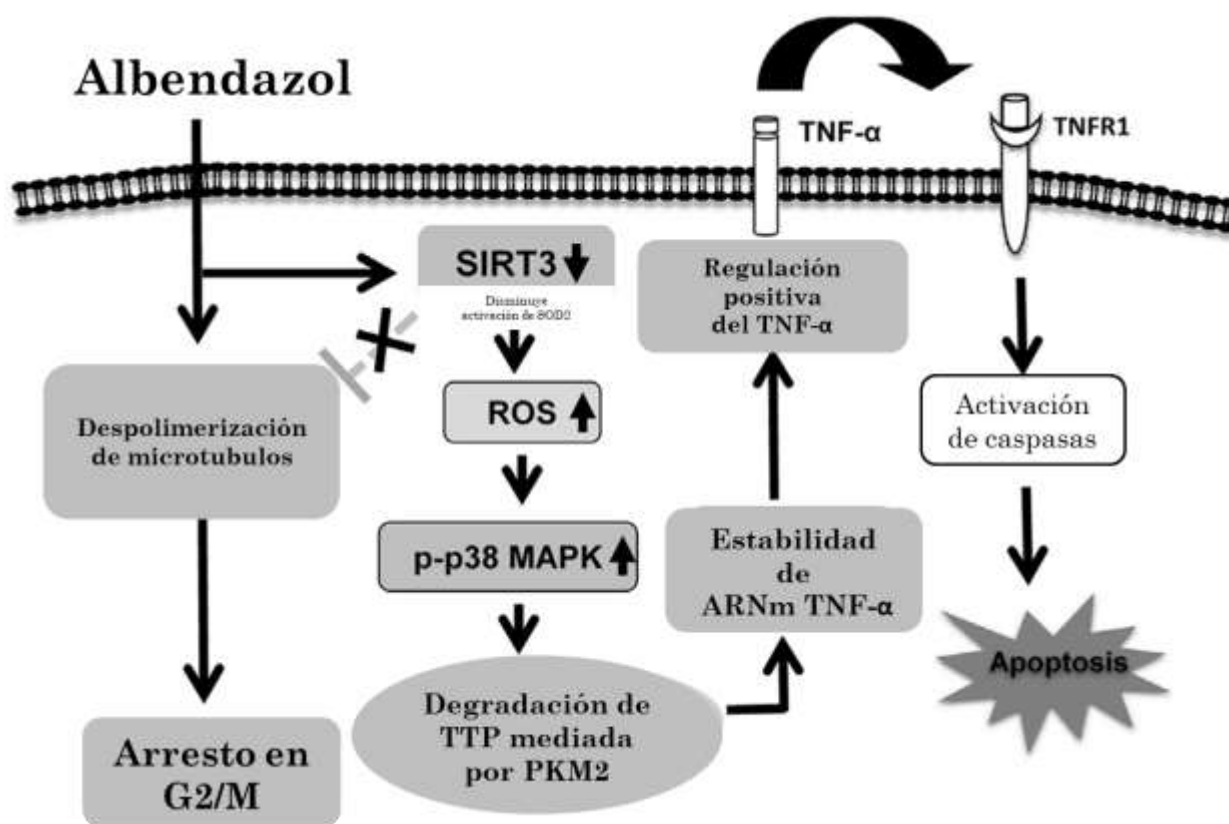 Albendazol
TNF-α
TNFR1
SIRT3
Disminuye
activación de SOD2
ROS
p-p38 MAPK
Degradación de
TTP mediada
por PKM2
Despolimerización
de microtubulos
Arresto en
G2/M
Regulación
positiva
del TNF-α
Estabilidad
de
ARNm TNF-α
Activación
de caspasas
Apoptosis